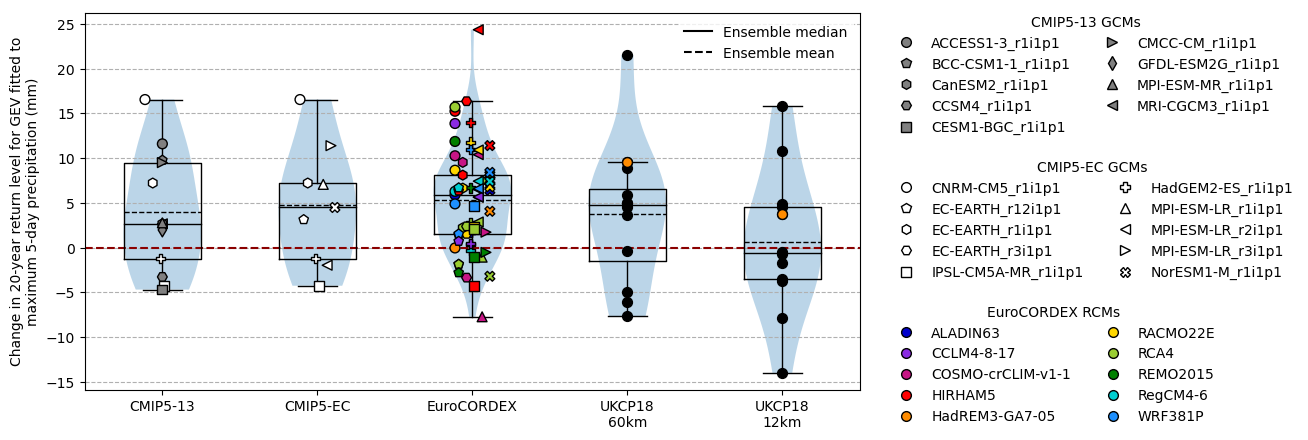 Change in 20-year return level for GEV fitted to
maximum 5-day precipitation (mm)
25
20
15
10
5
0
−5
−10
−15
Ensemble median
Ensemble mean
CMIP5-13
CMIP5-EC
EuroCORDEX
UKCP18
60km
UKCP18
12km
CMIP5-13 GCMs
ACCESS1-3_r1i1p1
BCC-CSM1-1_r1i1p1
CanESM2_r1i1p1
CCSM4_r1i1p1
CESM1-BGC_r1i1p1
CMCC-CM_r1i1p1
GFDL-ESM2G_r1i1p1
MPI-ESM-MR_r1i1p1
MRI-CGCM3_r1i1p1
CMIP5-EC GCMs
CNRM-CM5_r1i1p1
EC-EARTH_r12i1p1
EC-EARTH_r1i1p1
EC-EARTH_r3i1p1
IPSL-CM5A-MR_r1i1p1
HadGEM2-ES_r1i1p1
MPI-ESM-LR_r1i1p1
MPI-ESM-LR_r2i1p1
MPI-ESM-LR_r3i1p1
NorESM1-M_r1i1p1
EuroCORDEX RCMs
ALADIN63
CCLM4-8-17
COSMO-crCLIM-v1-1
HIRHAM5
HadREM3-GA7-05
RACMO22E
RCA4
REMO2015
RegCM4-6
WRF381P